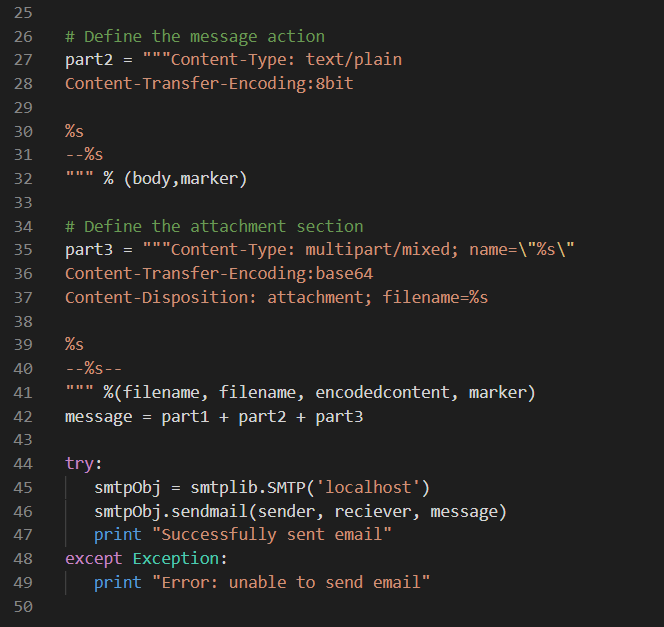 25
26 # Define the message action
27 part2 = """Content-Type: text/plain
28 Content-Transfer-Encoding:8bit
29
30 %s
31 --%s
32 """ % (body,marker)
33
34 # Define the attachment section
35 part3 = """Content-Type: multipart/mixed; name=\"%s\"
36 Content-Transfer-Encoding:base64
37 Content-Disposition: attachment; filename=%s
38
39 %s
40 --%s--
41 """ %(filename, filename, encodedcontent, marker)
42 message = part1 + part2 + part3
43
44 try:
45    smtpObj = smtplib.SMTP('localhost')
46    smtpObj.sendmail(sender, reciever, message)
47    print "Successfully sent email"
48 except Exception:
49    print "Error: unable to send email"
50